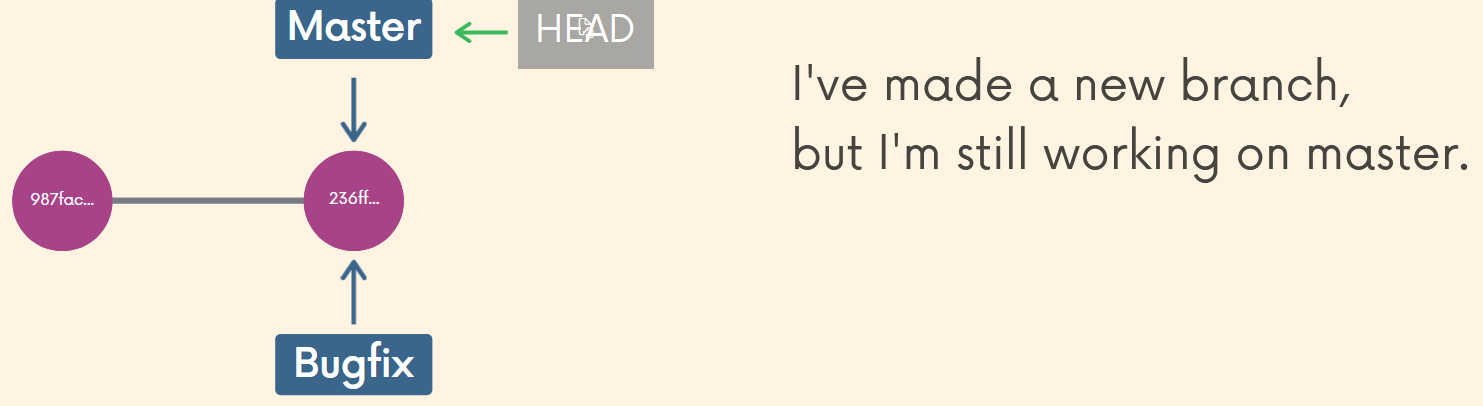 Master
HEAD
I've made a new branch,
but I'm still working on master.
987fac...
236ff...
Bugfix